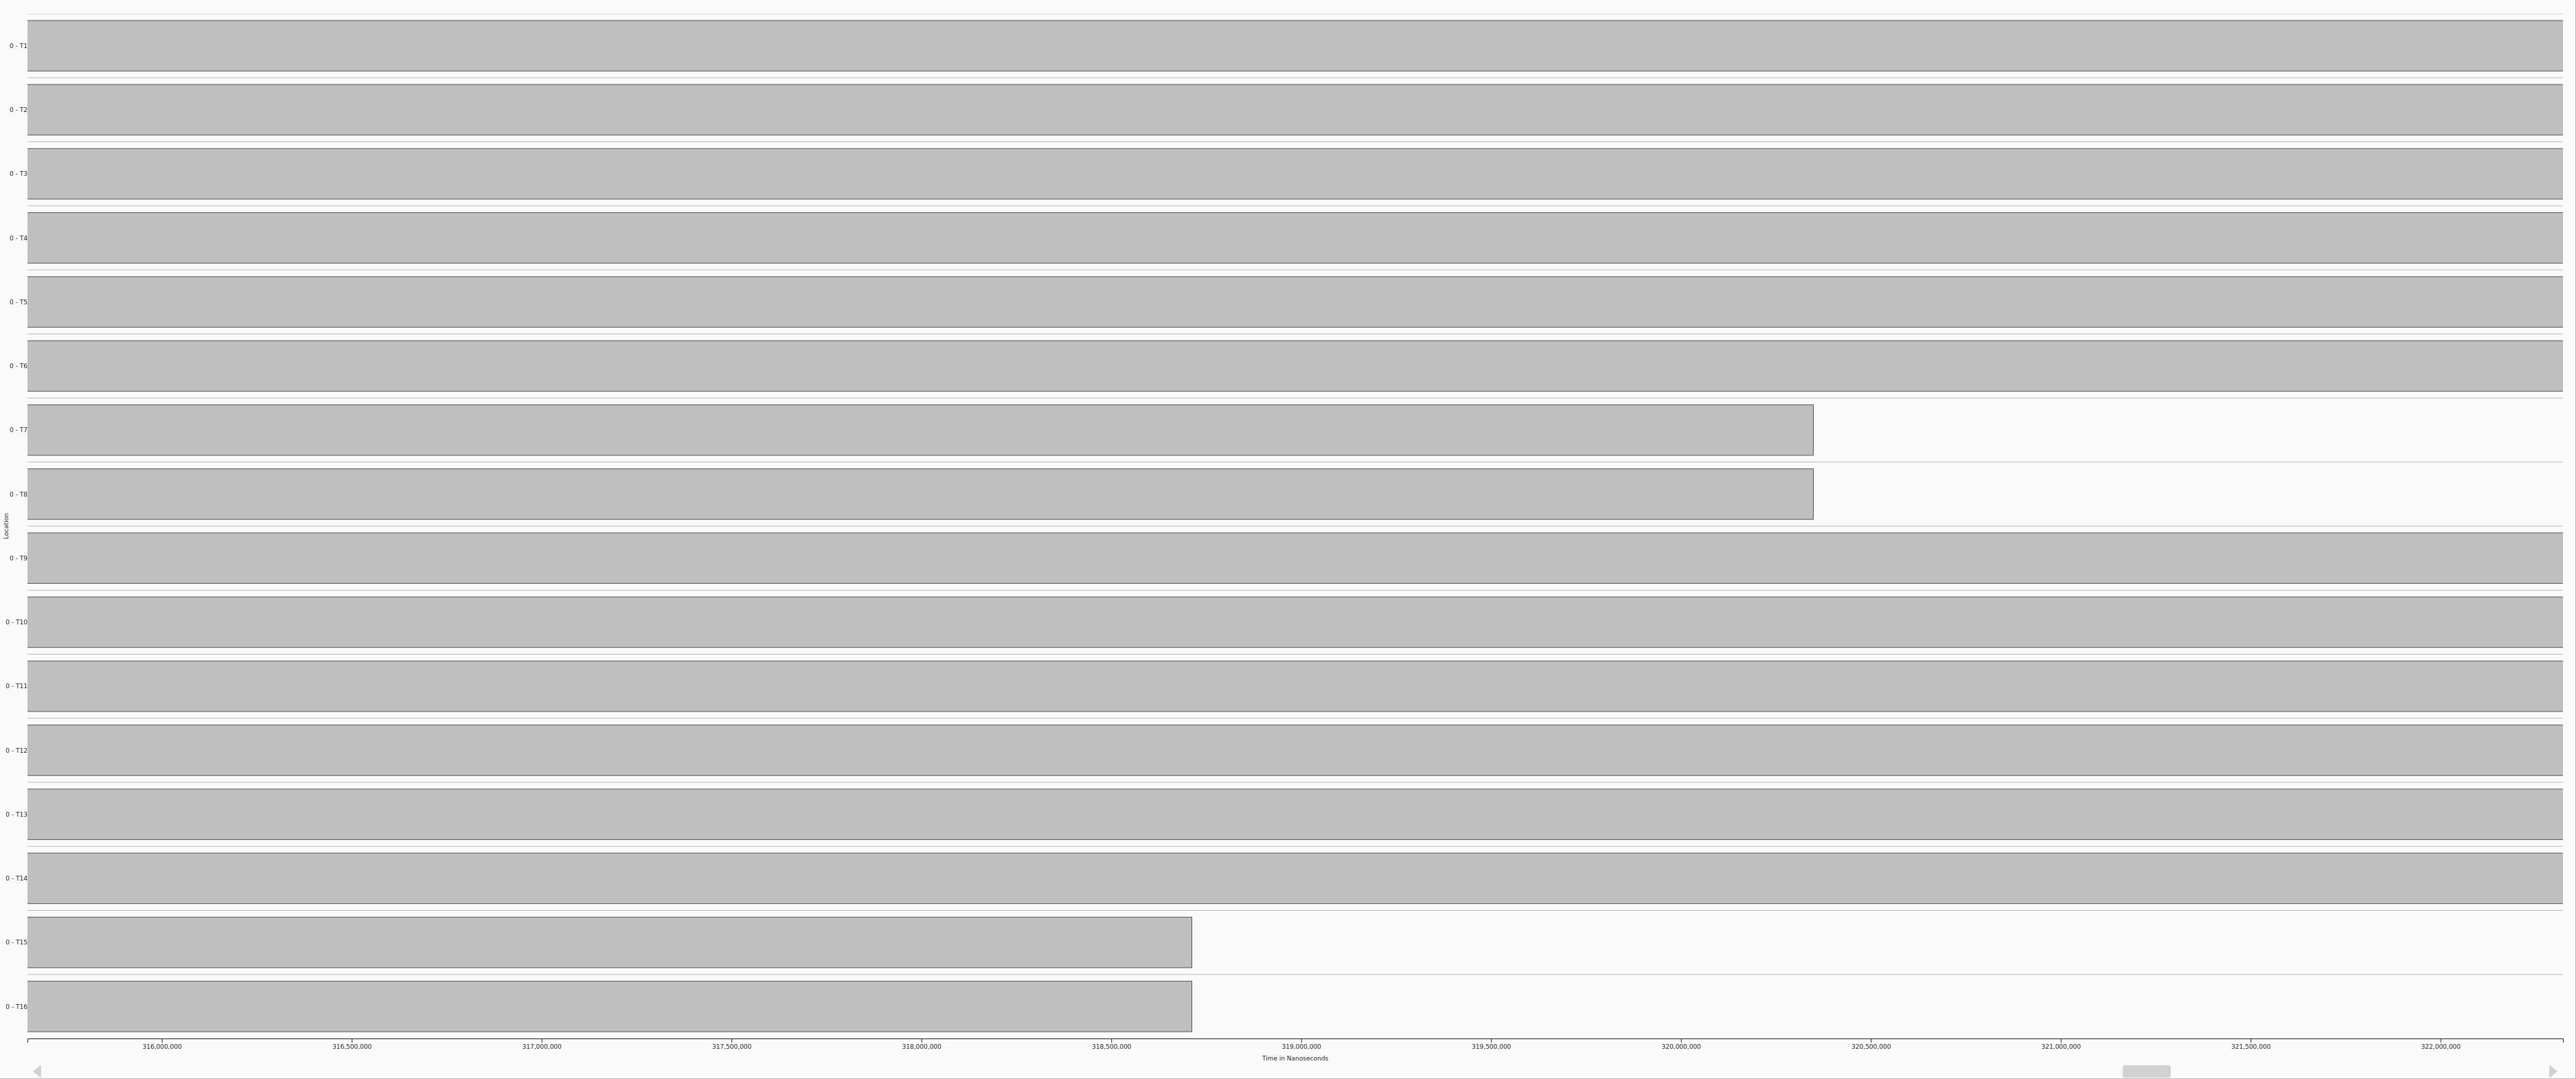 0 - T1
0 - T2
0 - T3
0 - T4
0 - T5
0 - T6
0 - T7
0 - T8
Location
0 - T9
0 - T10
0 - T11
0 - T12
0 - T13
0 - T14
0 - T15
0 - T16
316,000,000 316,500,000 317,000,000 317,500,000 318,000,000 318,500,000 319,000,000 319,500,000 320,000,000 320,500,000 321,000,000 321,500,000 322,000,000
Time in Nanoseconds